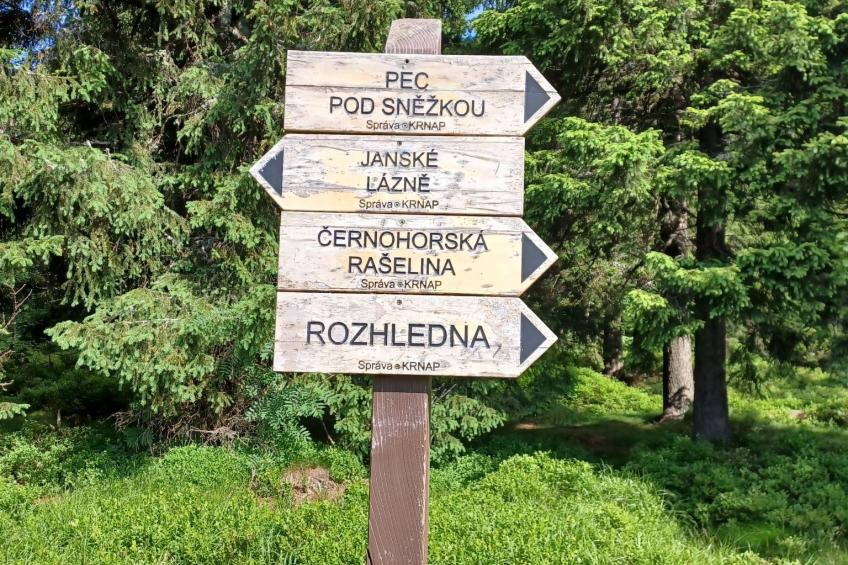 PEC
POD SNĚŽKOU
Správa KRNAP
JANSKÉ
LÁZNĚ
Správa KRNAP
ČERNOHORSKÁ
RAŠELINA
Správa KRNAP
ROZHLEDNA
Správa KRNAP